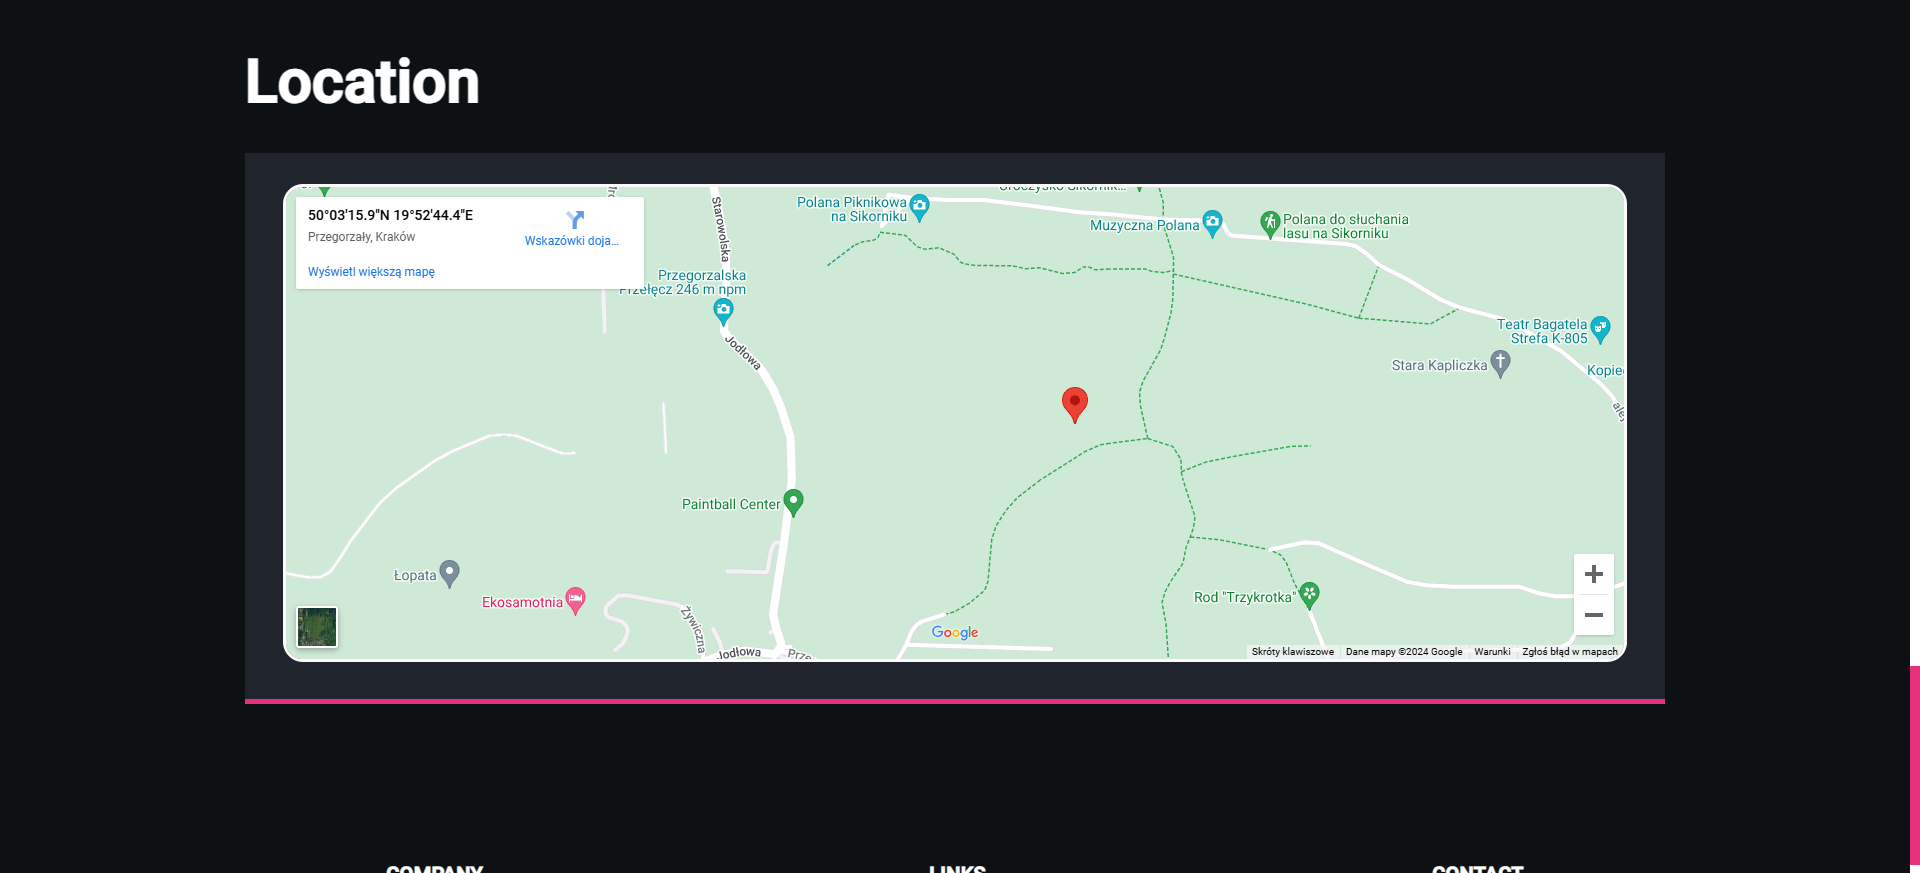 Location
50°03'15.9"N 19°52'44.4"E
Przegorzały, Kraków
Wskazówki doja...
Wyświetl większą mapę
Starowolska
Polana Piknikowa
na Sikorniku
Muzyczna Polana
Polana do słuchania
lasu na Sikorniku
Przegorzalska
Przełęcz 246 m npm
Jodłowa
Teatr Bagatela
Strefa K-805
Stara Kapliczka
Kopiec
Paintball Center
Łopata
Ekosamotnia
Żywiczna
Rod "Trzykrotka"
Jodłowa
Prze
Google
Skróty klawiszowe
Dane mapy ©2024 Google
Warunki
Zgłoś błąd w mapach
COMPANY
LINKS
CONTACT